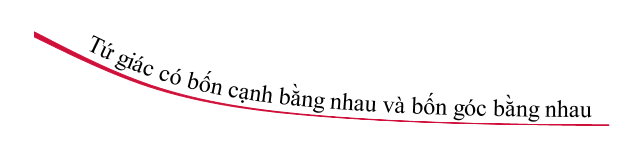 Tứ giác có bốn cạnh bằng nhau và bốn góc bằng nhau